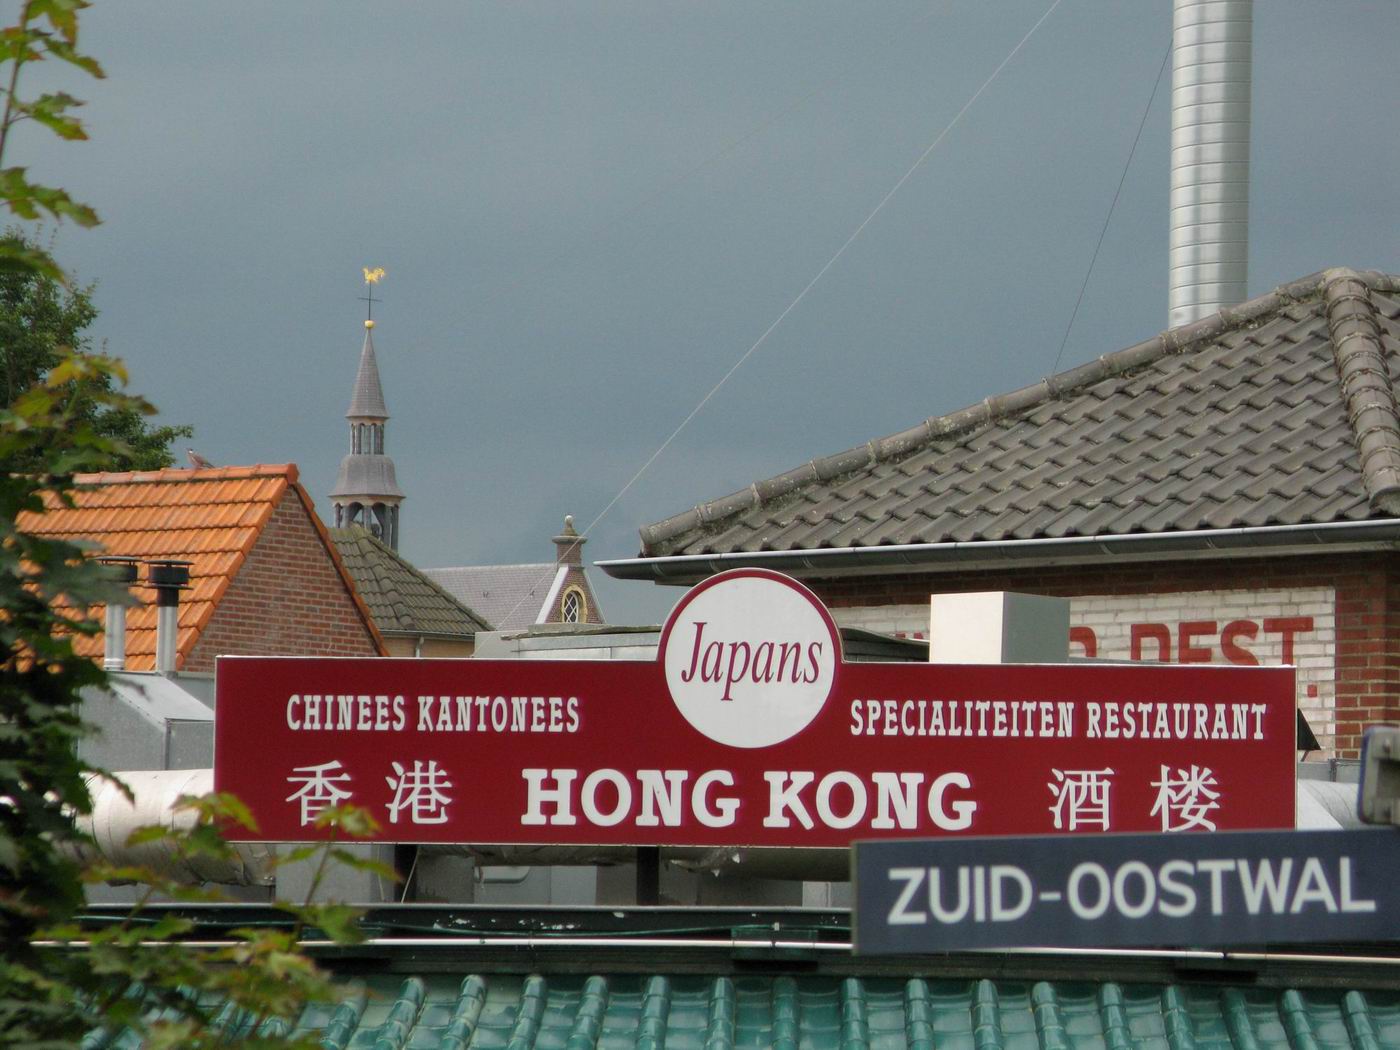 Japans
CHINEES KANTONEES
SPECIALITEITEN RESTAURANT
香港 HONG KONG 酒楼
ZUID-OOSTWAL